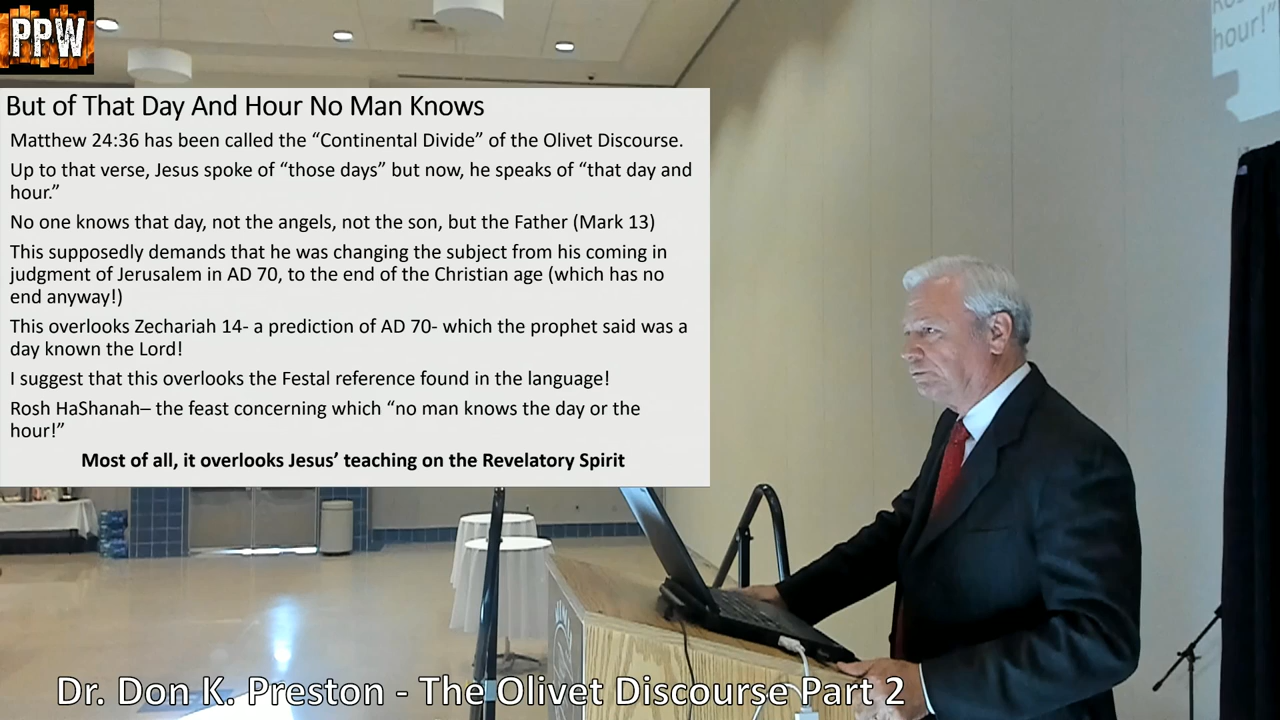 PPW
But of That Day And Hour No Man Knows
Matthew 24:36 has been called the “Continental Divide” of the Olivet Discourse.
Up to that verse, Jesus spoke of “those days” but now, he speaks of “that day and
hour.”
No one knows that day, not the angels, not the son, but the Father (Mark 13)
This supposedly demands that he was changing the subject from his coming in
judgment of Jerusalem in AD 70, to the end of the Christian age (which has no
end anyway!)
This overlooks Zechariah 14- a prediction of AD 70- which the prophet said was a
day known the Lord!
I suggest that this overlooks the Festal reference found in the language!
Rosh HaShanah– the feast concerning which “no man knows the day or the
hour!”
Most of all, it overlooks Jesus’ teaching on the Revelatory Spirit
hour!”
Dr. Don K. Preston - The Olivet Discourse Part 2